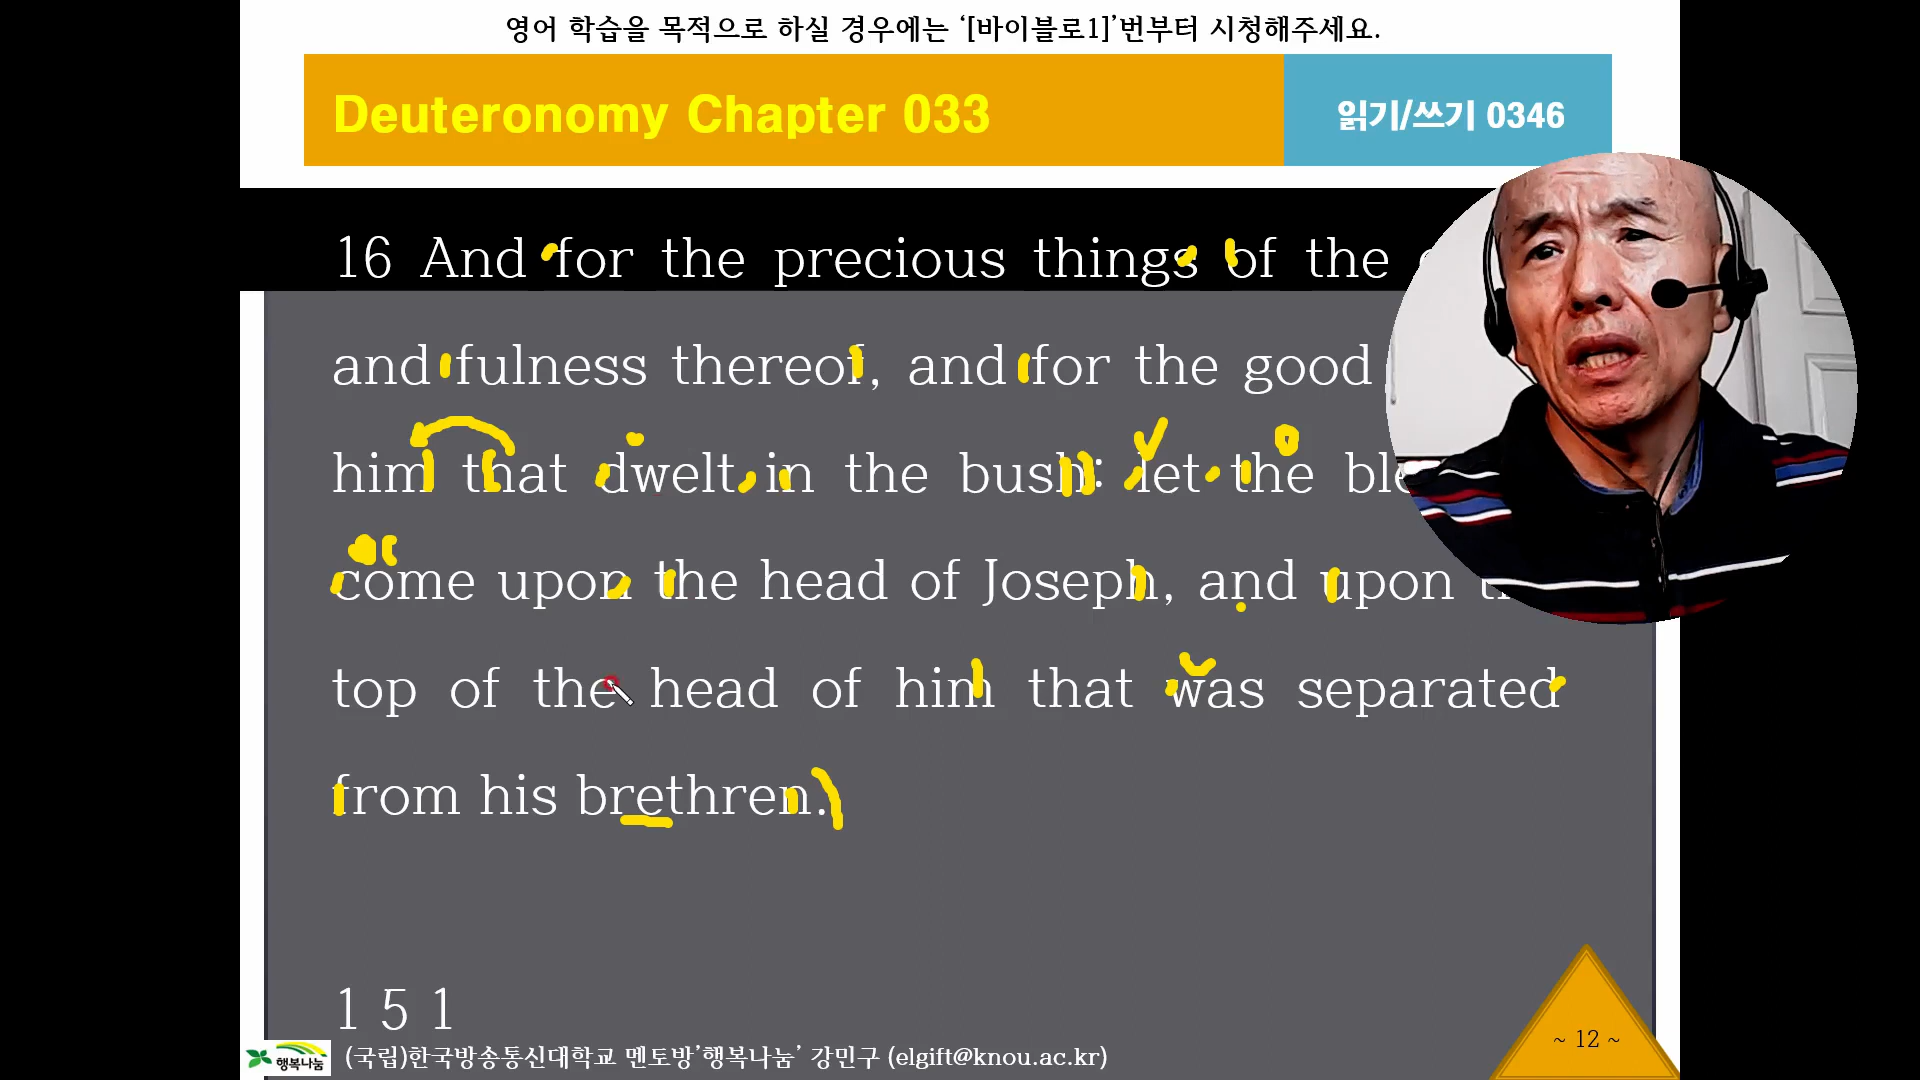 영어 학습을 목적으로 하실 경우에는 ‘[바이블로1]’번부터 시청해주세요.
Deuteronomy Chapter 033
읽기/쓰기 0346
16 And for the precious things of the
and fulness thereof, and for the good
him that dwelt in the bush: let the
come upon the head of Joseph, and upon
top of the head of him that was separated
from his brethren.
1 5 1
~ 12 ~
행복나눔
(국립)한국방송통신대학교 멘토방’행복나눔’ 강민구 (elgift@knou.ac.kr)